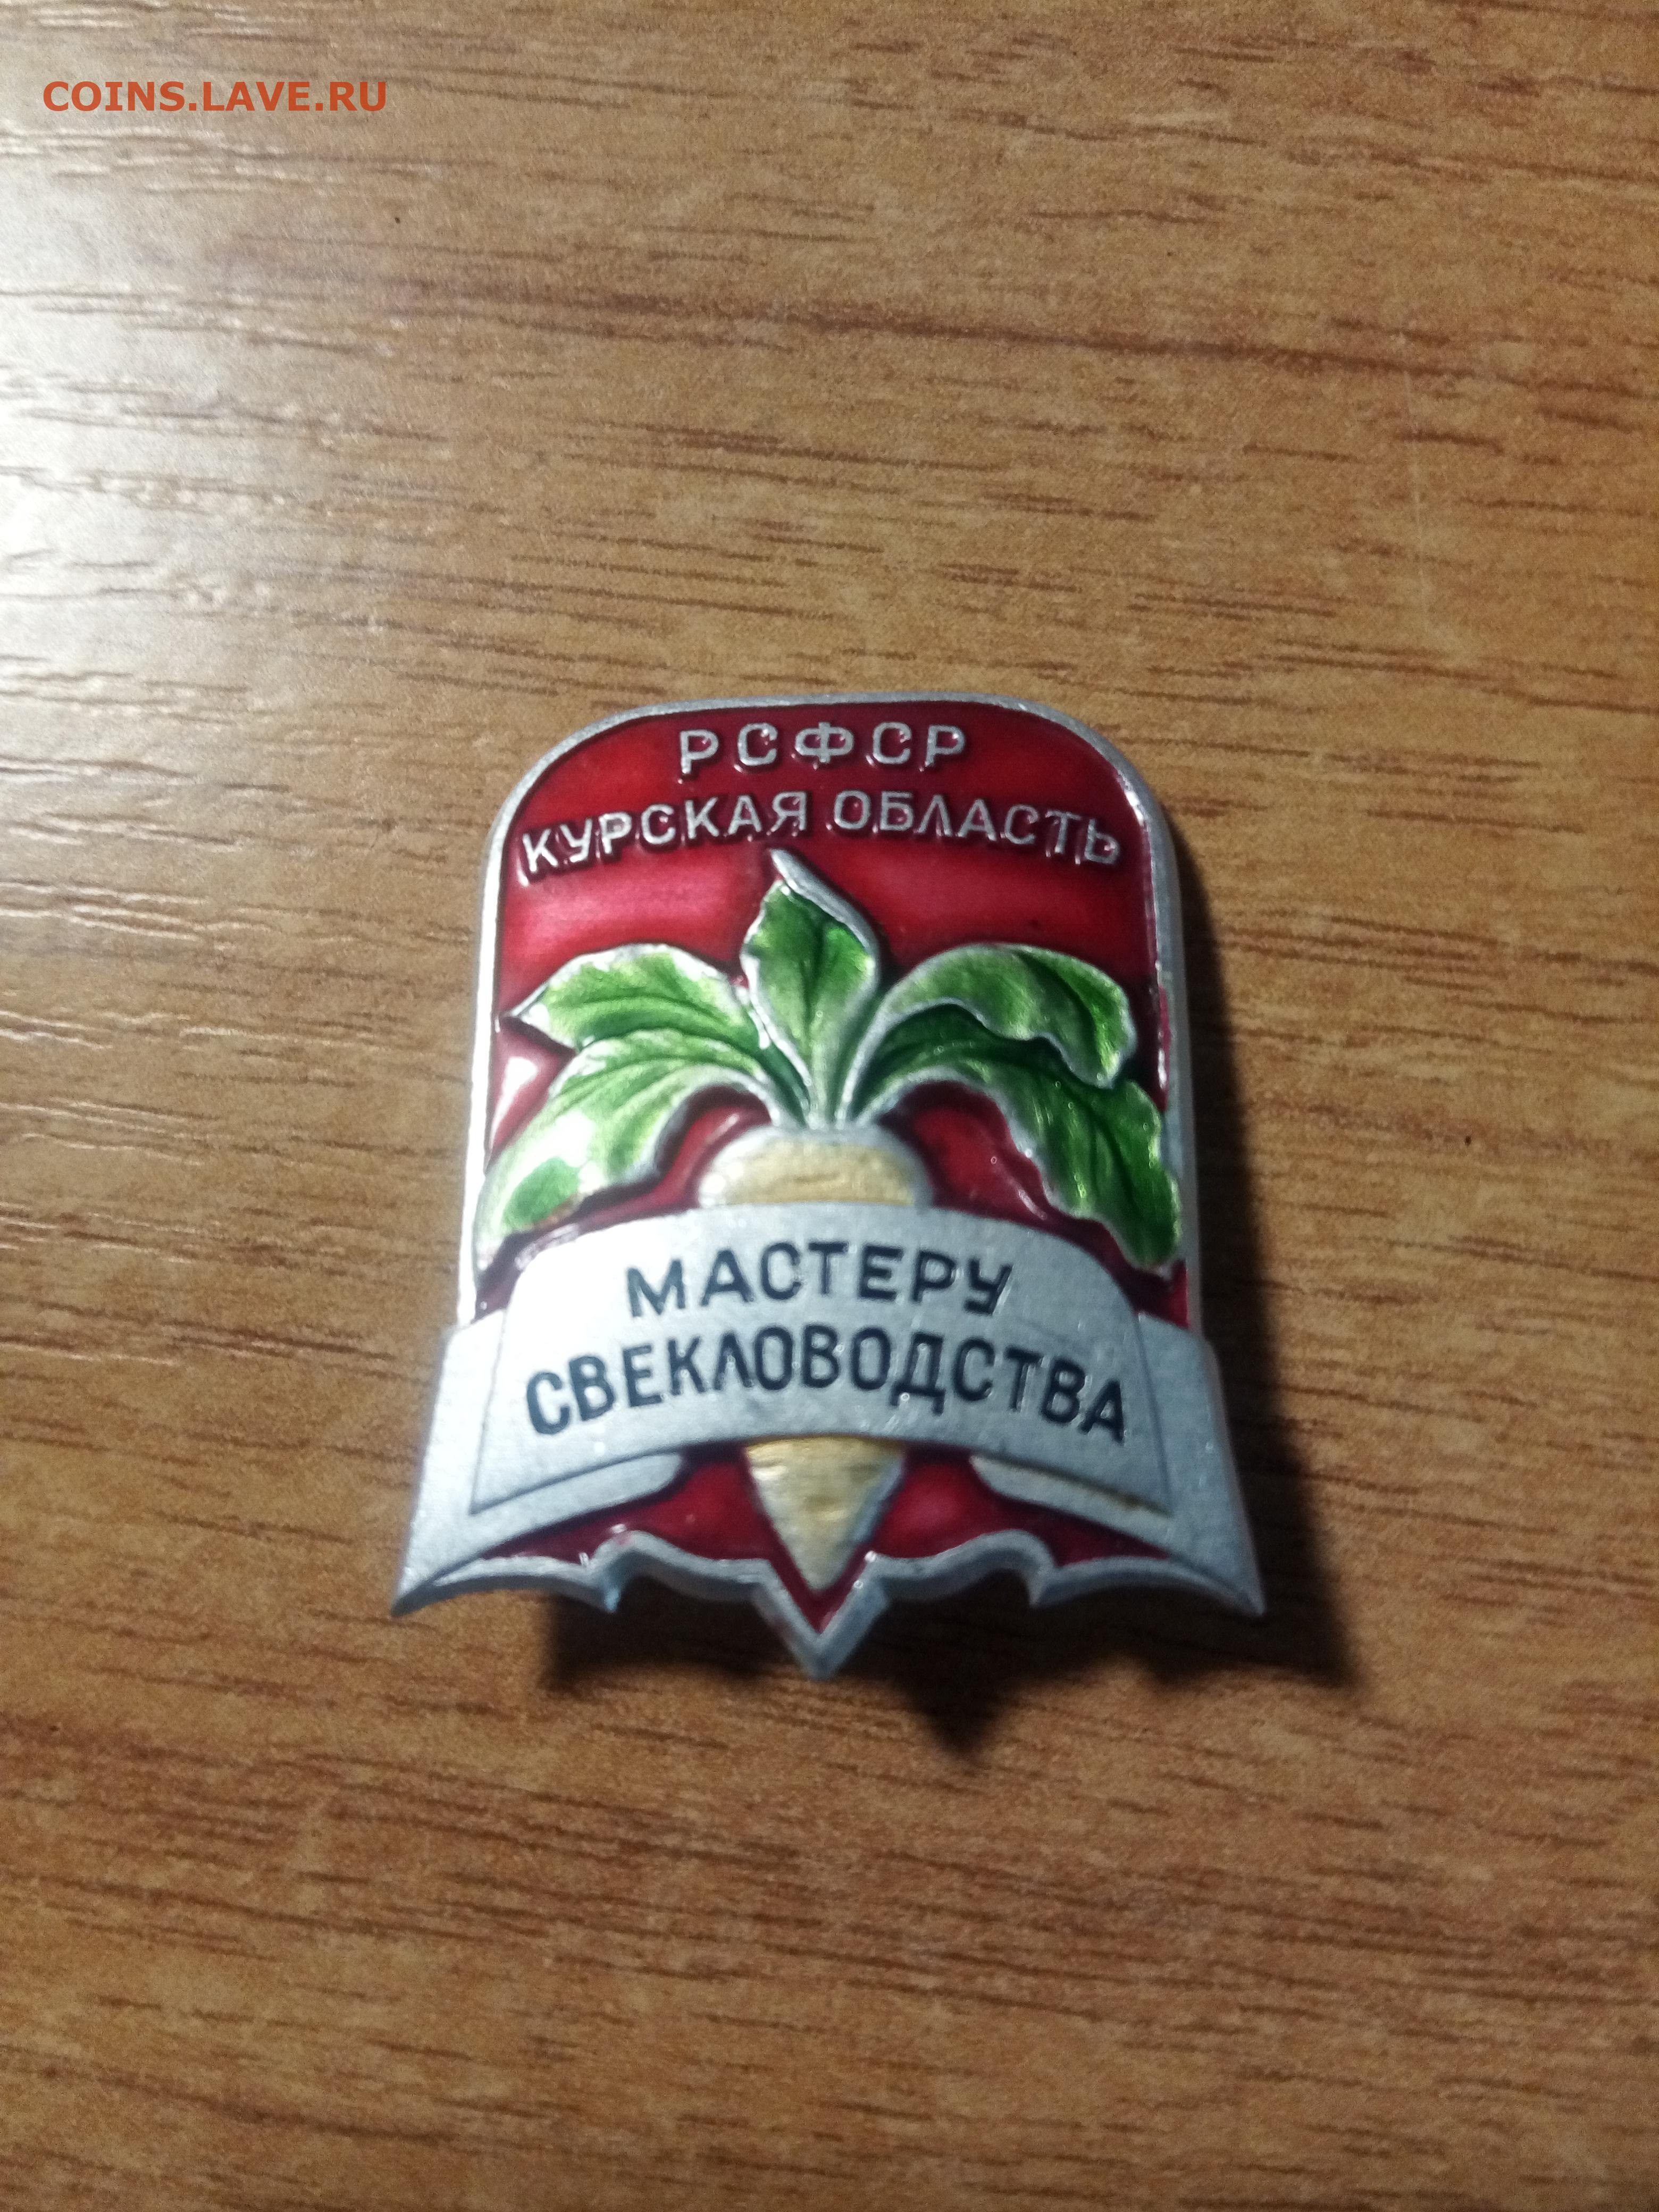 COINS.LAVE.RU
РСФСР
КУРСКАЯ ОБЛАСТЬ
МАСТЕРУ
СВЕКЛОВОДСТВА